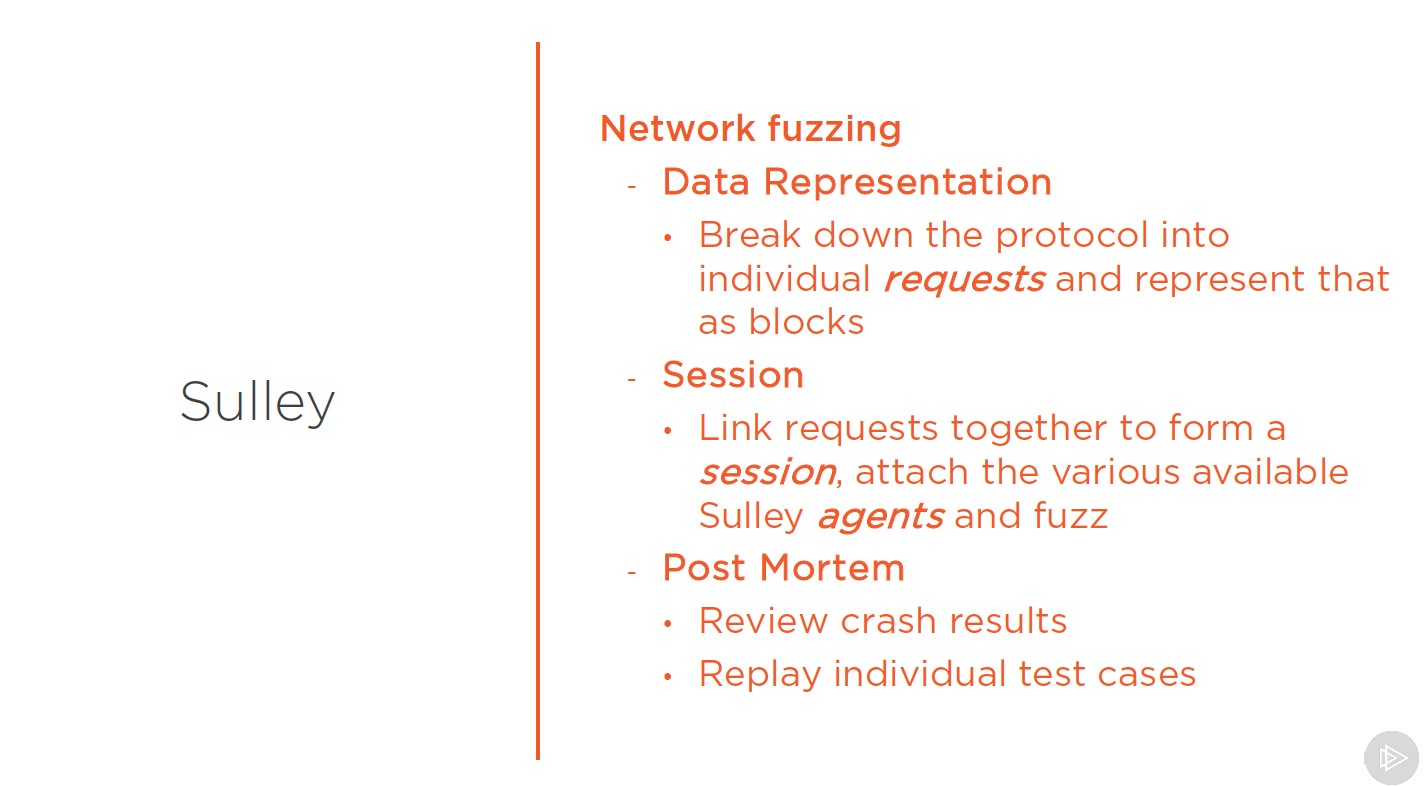 Sulley
Network fuzzing
- Data Representation
• Break down the protocol into
individual requests and represent that
as blocks
- Session
• Link requests together to form a
session, attach the various available
Sulley agents and fuzz
- Post Mortem
• Review crash results
• Replay individual test cases